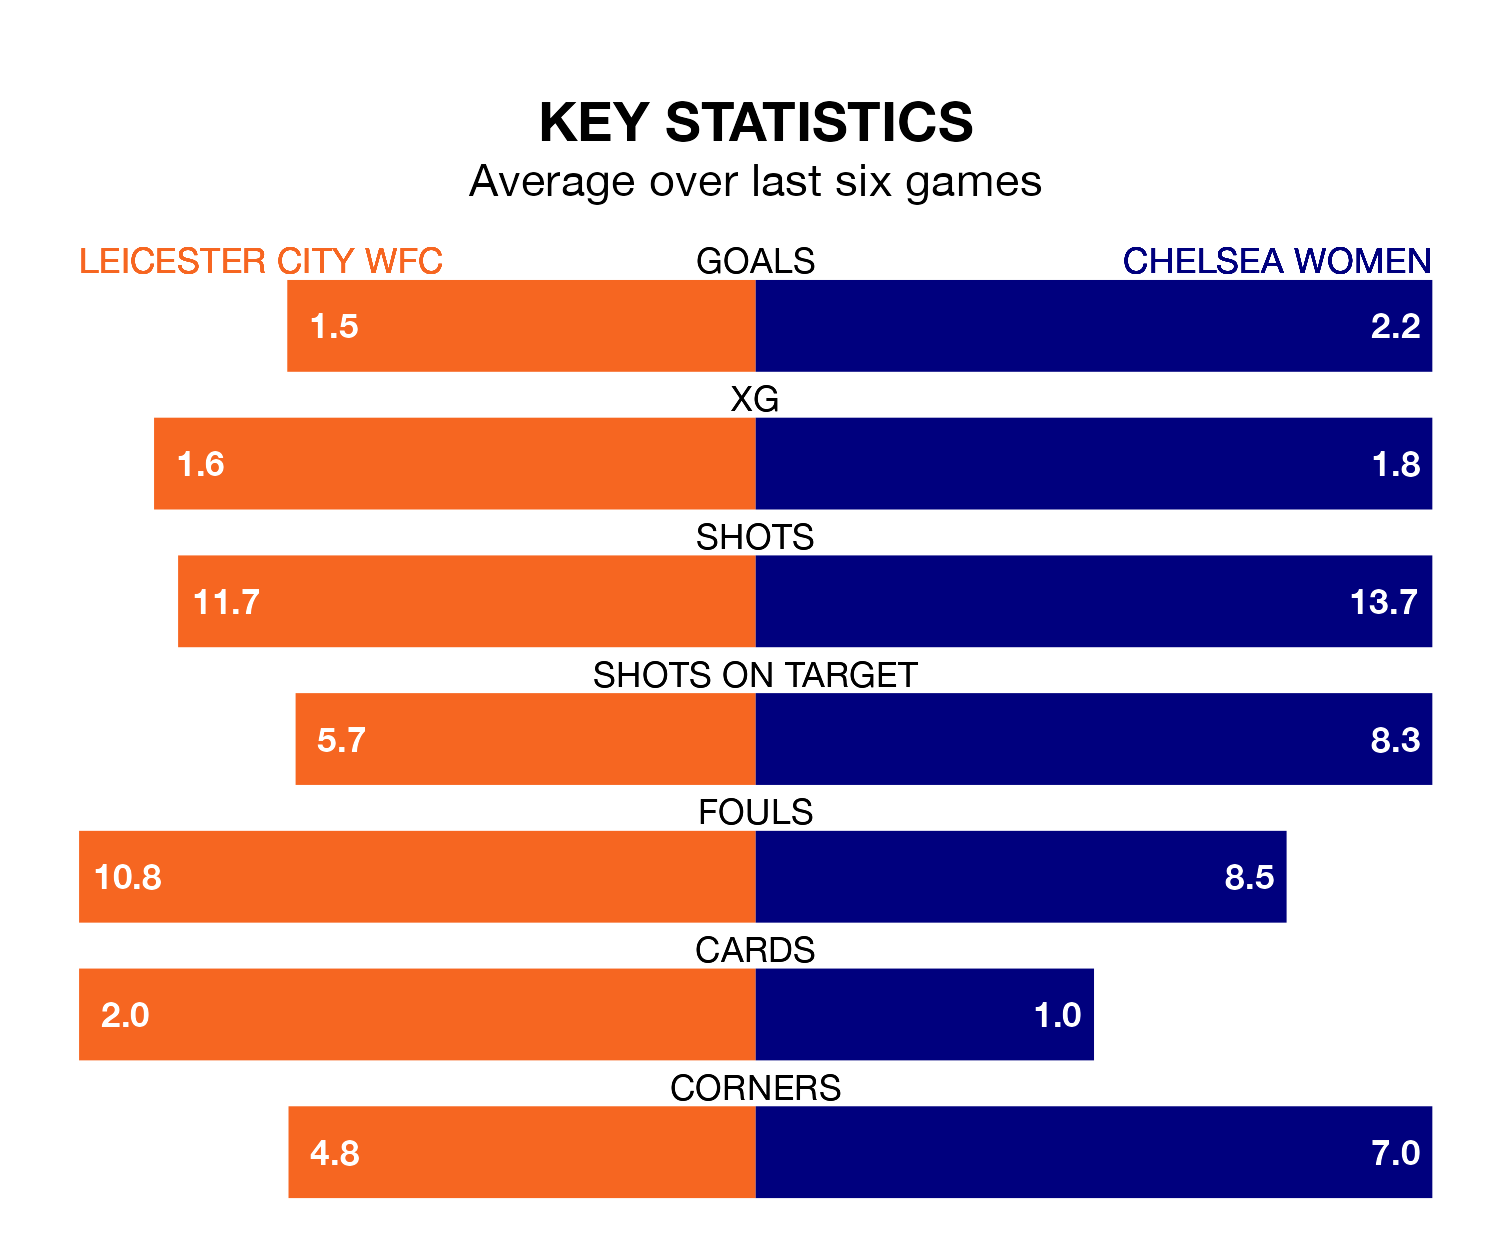 KEY STATISTICS
Average over last six games
LEICESTER CITY WFC GOALS CHELSEA WOMEN
1.5 2.2
XG
1.6 1.8
SHOTS
11.7 13.7
SHOTS ON TARGET
5.7 8.3
FOULS
10.8 8.5
CARDS
2.0 1.0
CORNERS
4.8 7.0